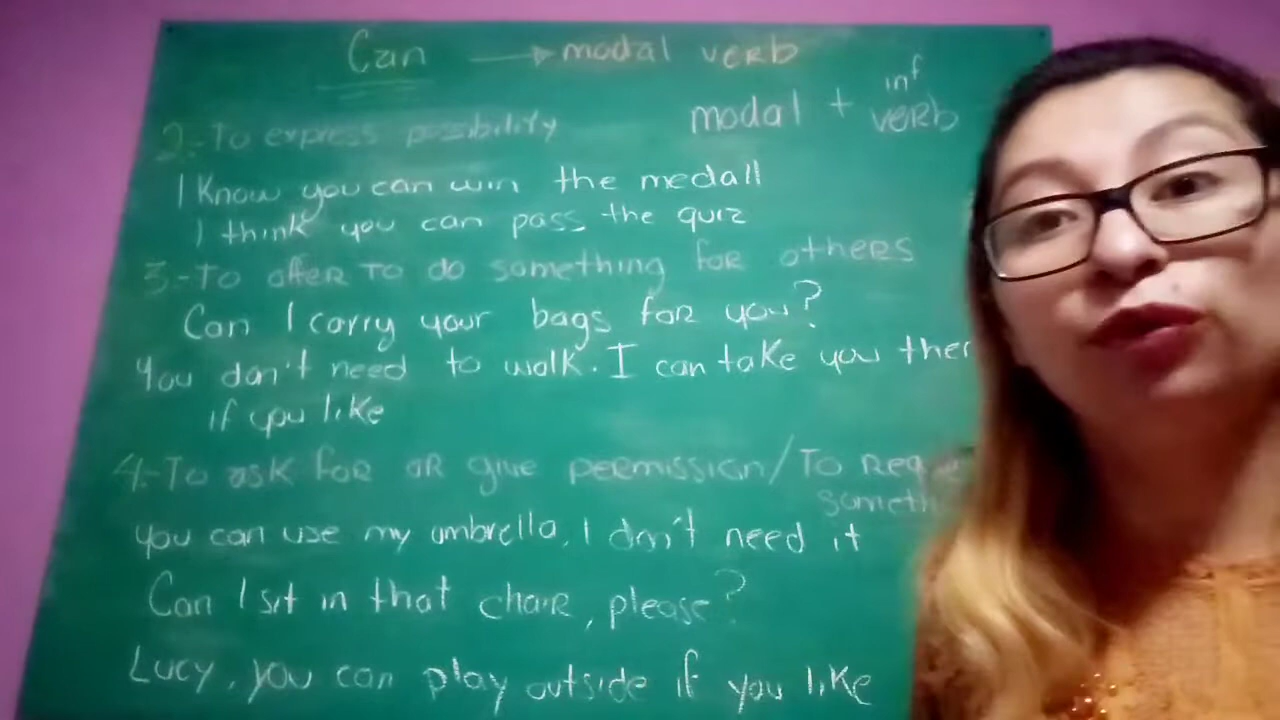 Can → modal verb
modal + inf verb
2.- To express possibility
I Know you can win the medall
I think you can pass the quiz
3.- To offer To do something for others
Can I carry your bags for you?
You don't need to walk. I can take you ther
if you like
4.- To ask for or give permission/To Requ
someth
You can use my umbrella, I don't need it
Can I sit in that chair, please?
Lucy, you can play outside if you like